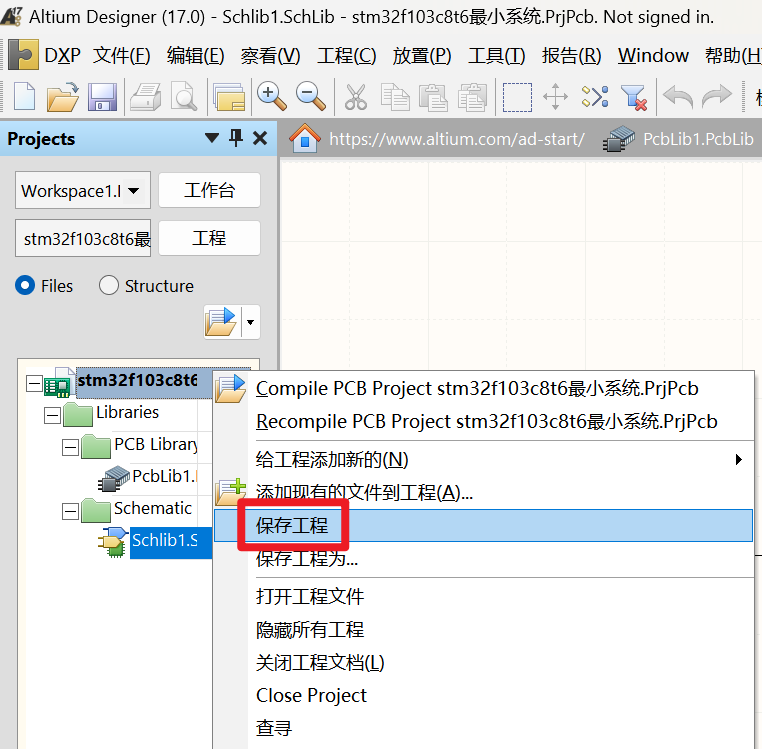 Altium Designer (17.0) - Schlib1.SchLib - stm32f103c8t6最小系统.PrjPcb. Not signed in.
DXP 文件(F) 编辑(E) 察看(V) 工程(C) 放置(P) 工具(T) 报告(R) Window 帮助(H
Projects
https://www.altium.com/ad-start/ PcbLib1.PcbLib
Workspace1.
工作台
stm32f103c8t6最
工程
Files Structure
stm32f103c8t6
Libraries
PCB Library
PcbLib1.
Schematic
Schlib1.S
Compile PCB Project stm32f103c8t6最小系统.PrjPcb
Recompile PCB Project stm32f103c8t6最小系统.PrjPcb
给工程添加新的(N)
添加现有的文件到工程(A)...
保存工程
保存工程为...
打开工程文件
隐藏所有工程
关闭工程文档(L)
Close Project
查寻